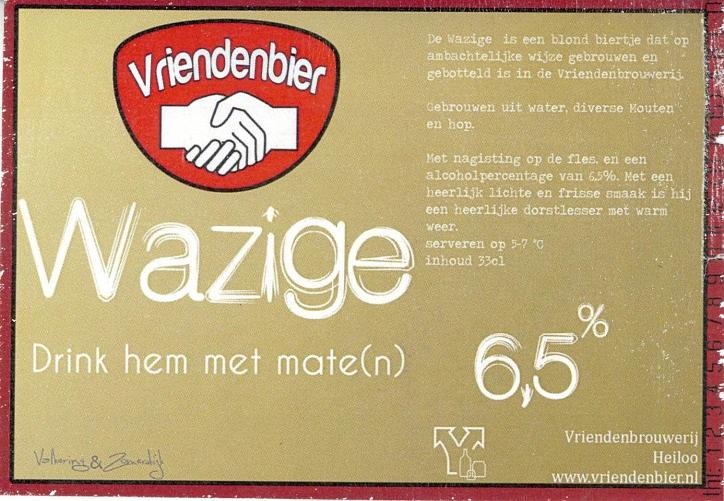 Vriendenbier
Wazige
Drink hem met mate(n)
Volkering & Zomerdijk
De Wazige is een blond biertje dat op
ambachtelijke wijze gebrouwen en
gebotteld is in de Vriendenbrouwerij.
Gebrouwen uit water, diverse Mouten
en hop.
Met nagisting op de fles, en een
alcoholpercentage van 6,5%. Met een
heerlijk lichte en frisse smaak is hij
een heerlijke dorstlesser met warm
weer.
serveren op 5-7 °C
inhoud 33cl
6,5%
Vriendenbrouwerij
Heiloo
www.vriendenbier.nl